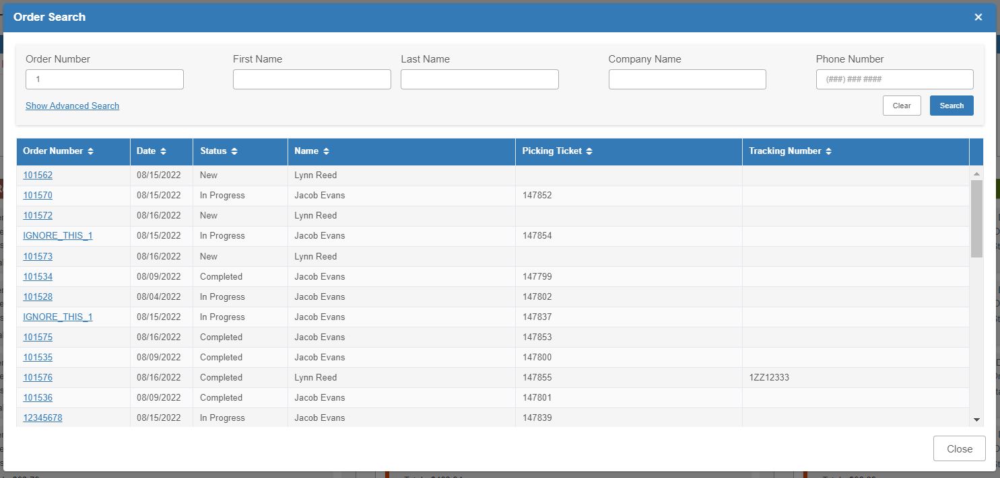 Order Search ×
Order Number First Name Last Name Company Name Phone Number
1 (###) ### ####
Show Advanced Search Clear Search
Order Number Date Status Name Picking Ticket Tracking Number
101562 08/15/2022 New Lynn Reed
101570 08/15/2022 In Progress Jacob Evans 147852
101572 08/16/2022 New Lynn Reed
IGNORE_THIS_1 08/15/2022 In Progress Jacob Evans 147854
101573 08/16/2022 New Lynn Reed
101534 08/09/2022 Completed Jacob Evans 147799
101528 08/04/2022 In Progress Jacob Evans 147802
IGNORE_THIS_1 08/15/2022 In Progress Jacob Evans 147837
101575 08/16/2022 Completed Jacob Evans 147853
101535 08/09/2022 Completed Jacob Evans 147800
101576 08/16/2022 Completed Lynn Reed 147855 1ZZ12333
101536 08/09/2022 Completed Jacob Evans 147801
12345678 08/15/2022 In Progress Jacob Evans 147839
Close